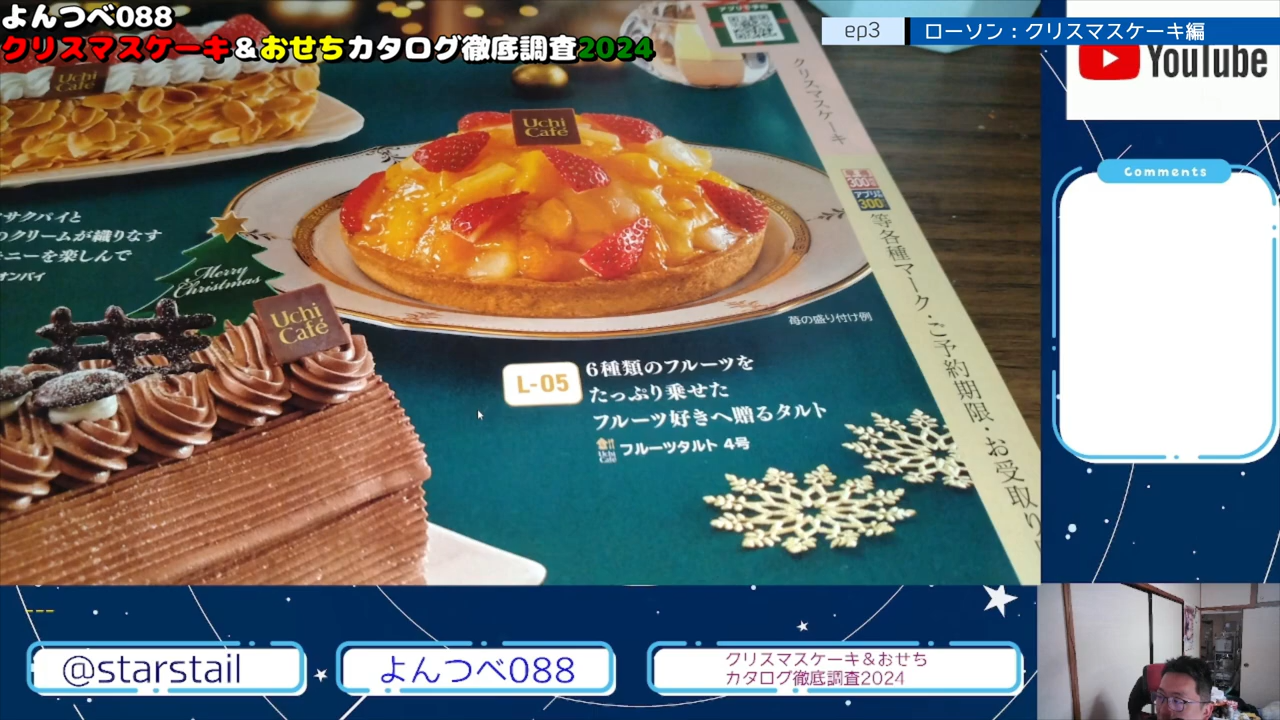 よんつべ088
クリスマスケーキ＆おせちカタログ徹底調査2024
ep3
ローソン：クリスマスケーキ編
YouTube
Comments
クリスマスケーキ
300
300
等各種マーク・ご予約期限・お受取り
Uchi
Café
Uchi
Café
サクパイと
のクリームが織りなす
ニーを楽しんで
オンパイ
Merry
Christmas
Uchi
Café
苺の盛り付け例
L-05
6種類のフルーツを
たっぷり乗せた
フルーツ好きへ贈るタルト
Uchi
Café
フルーツタルト 4号
---
@starstail
よんつべ088
クリスマスケーキ＆おせち
カタログ徹底調査2024